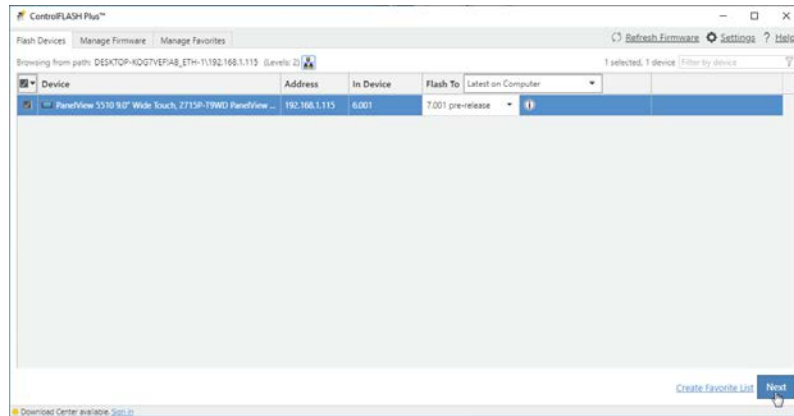 ControlFLASH Plus™
Flash Devices Manage Firmware Manage Favorites Refresh Firmware Settings ? Help
Browsing from path: DESKTOP-KOG7VEF\AB_ETH-1\192.168.1.115 (Levels: 2) 1 selected, 1 device Filter by device
Device Address In Device Flash To Latest on Computer
PanelView 5510 9.0" Wide Touch, 2715P-T9WD PanelView ... 192.168.1.115 6.001 7.001 pre-release
Create Favorite List Next
Download Center available. Sign in